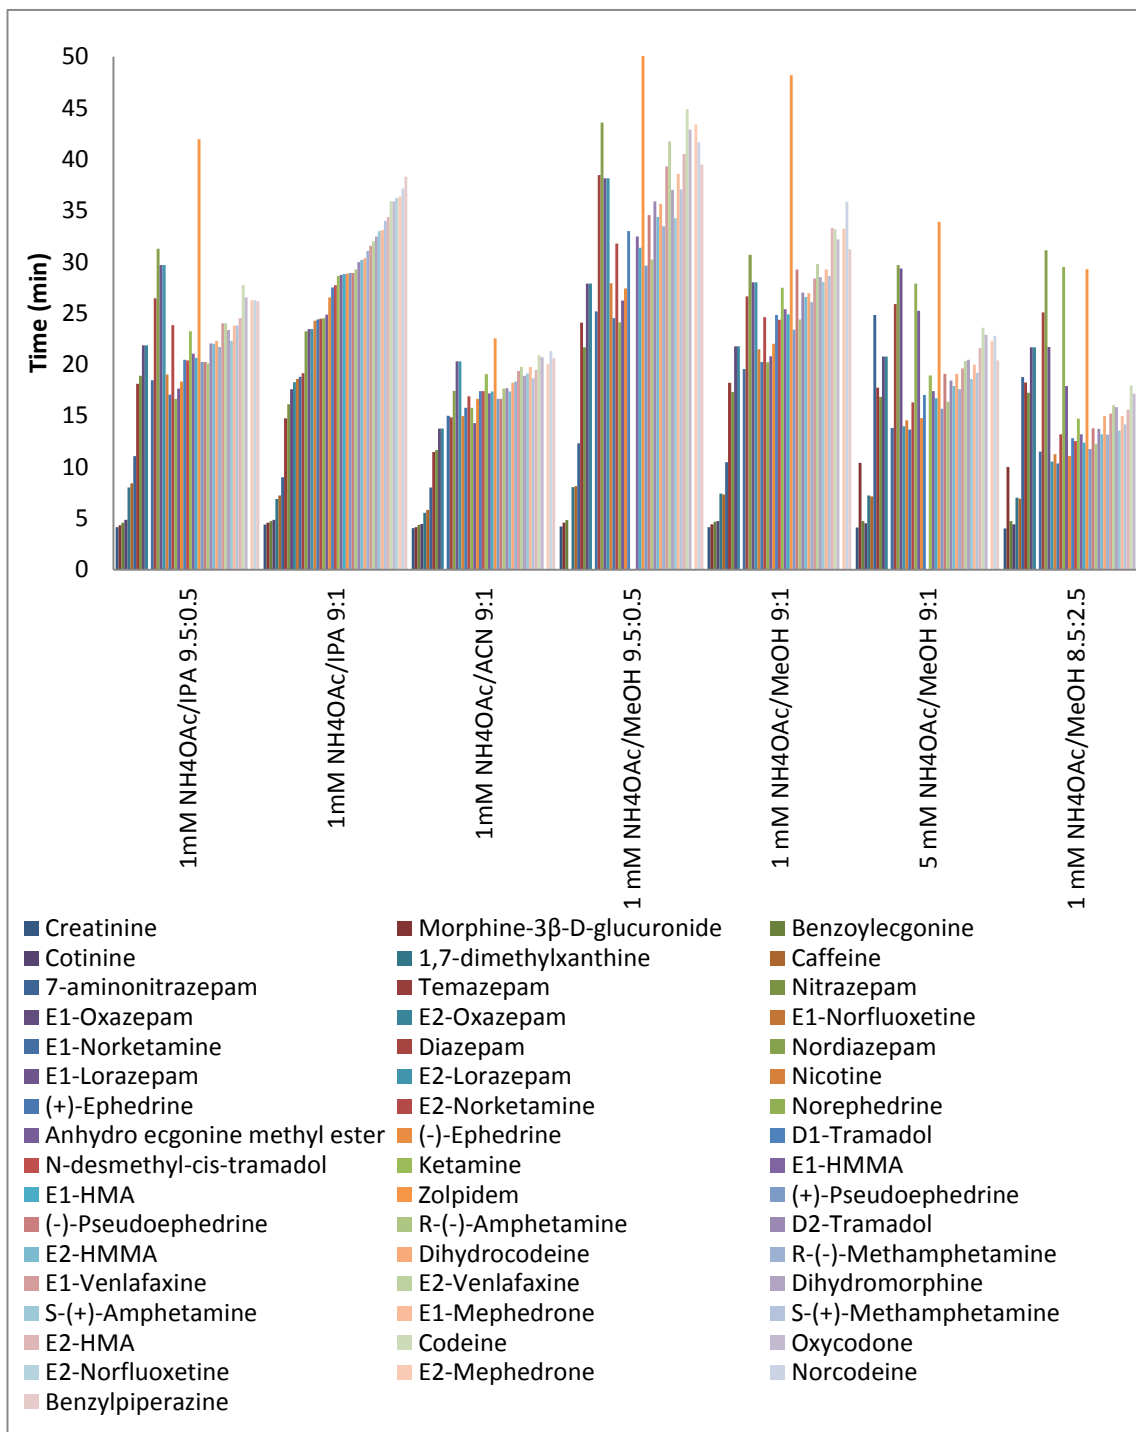 50
45
40
35
30
25
20
15
10
5
0
Time (min)
1mM NH4OAc/IPA 9.5:0.5
1mM NH4OAc/IPA 9:1
1mM NH4OAc/ACN 9:1
1 mM NH4OAc/MeOH 9.5:0.5
1 mM NH4OAc/MeOH 9:1
5 mM NH4OAc/MeOH 9:1
1 mM NH4OAc/MeOH 8.5:2.5
Creatinine Morphine-3β-D-glucuronide Benzoylecgonine
Cotinine 1,7-dimethylxanthine Caffeine
7-aminonitrazepam Temazepam Nitrazepam
E1-Oxazepam E2-Oxazepam E1-Norfluoxetine
E1-Norketamine Diazepam Nordiazepam
E1-Lorazepam E2-Lorazepam Nicotine
(+)-Ephedrine E2-Norketamine Norephedrine
Anhydro ecgonine methyl ester (-)-Ephedrine D1-Tramadol
N-desmethyl-cis-tramadol Ketamine E1-HMMA
E1-HMA Zolpidem (+)-Pseudoephedrine
(-)-Pseudoephedrine R-(-)-Amphetamine D2-Tramadol
E2-HMMA Dihydrocodeine R-(-)-Methamphetamine
E1-Venlafaxine E2-Venlafaxine Dihydromorphine
S-(+)-Amphetamine E1-Mephedrone S-(+)-Methamphetamine
E2-HMA Codeine Oxycodone
E2-Norfluoxetine E2-Mephedrone Norcodeine
Benzylpiperazine